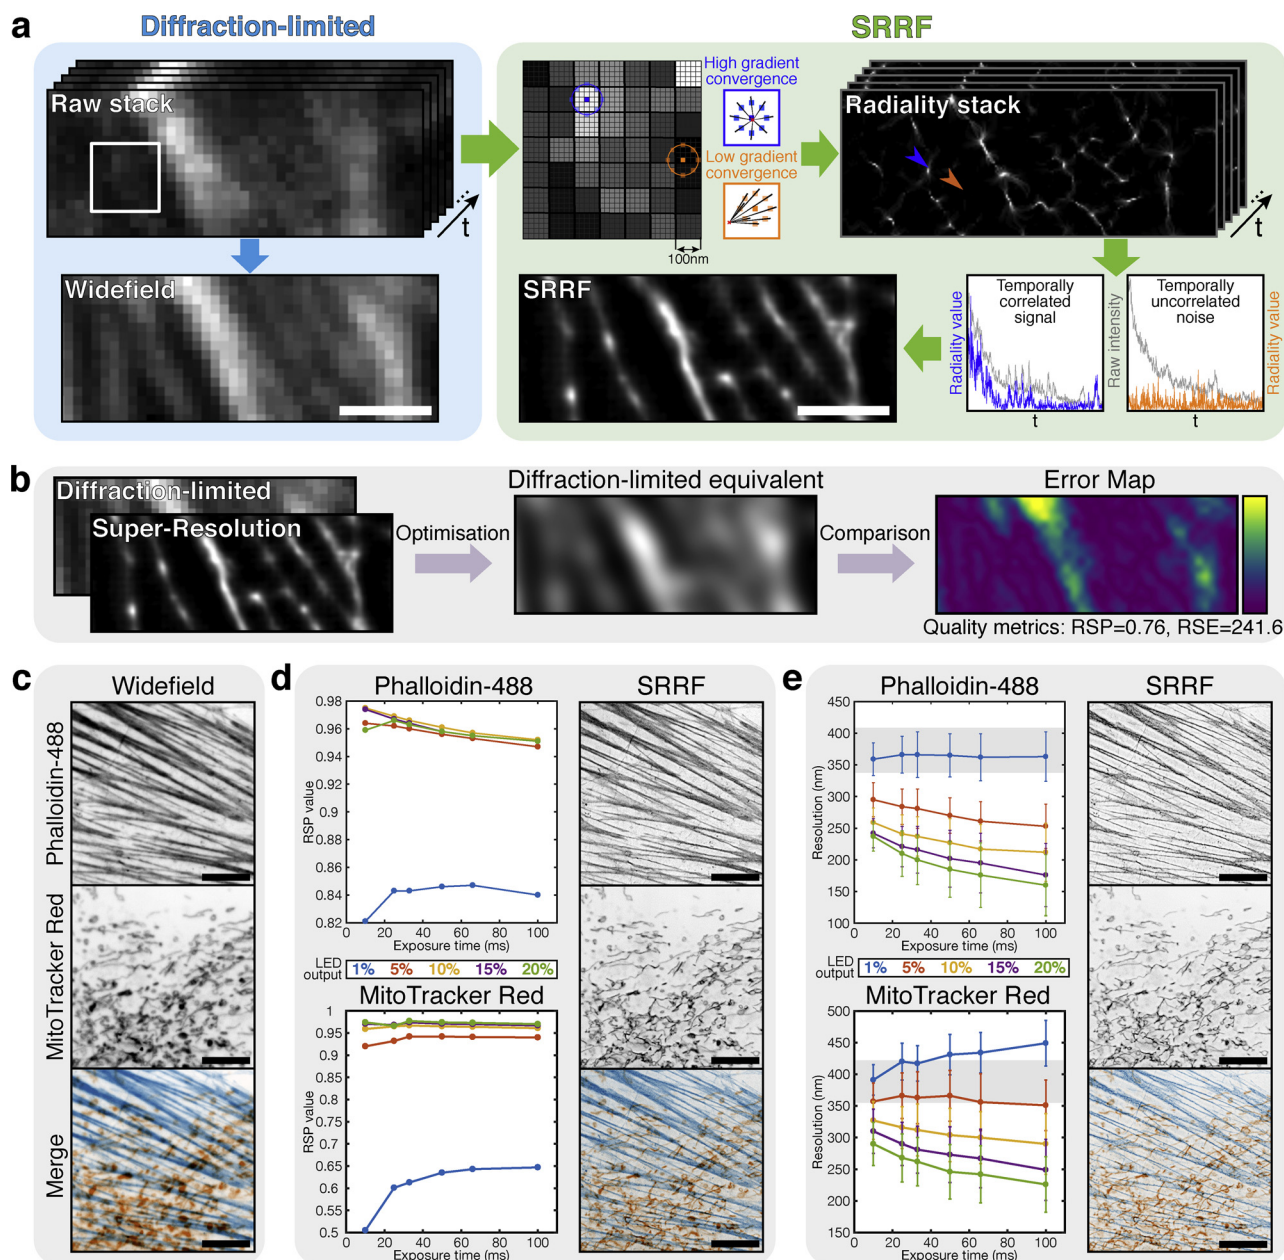 a
Diffraction-limited
SRRF
Raw stack
t
Widefield
High gradient
convergence
Low gradient
convergence
100nm
Radiality stack
t
SRRF
Radiality value
Temporally
correlated
signal
t
Raw intensity
Temporally
uncorrelated
noise
t
Radiality value
b
Diffraction-limited
Super-Resolution
Optimisation
Diffraction-limited equivalent
Comparison
Error Map
Quality metrics: RSP=0.76, RSE=241.6
c
Widefield
Phalloidin-488
MitoTracker Red
Merge
d
Phalloidin-488
SRRF
RSP value
0.98
0.96
0.94
0.92
0.9
0.88
0.86
0.84
0.82
0 20 40 60 80 100
Exposure time (ms)
LED
output
1% 5% 10% 15% 20%
MitoTracker Red
RSP value
1
0.95
0.9
0.85
0.8
0.75
0.7
0.65
0.6
0.55
0.5
0 20 40 60 80 100
Exposure time (ms)
e
Phalloidin-488
SRRF
Resolution (nm)
450
400
350
300
250
200
150
100
0 20 40 60 80 100
Exposure time (ms)
LED
output
1% 5% 10% 15% 20%
MitoTracker Red
Resolution (nm)
500
450
400
350
300
250
200
150
0 20 40 60 80 100
Exposure time (ms)